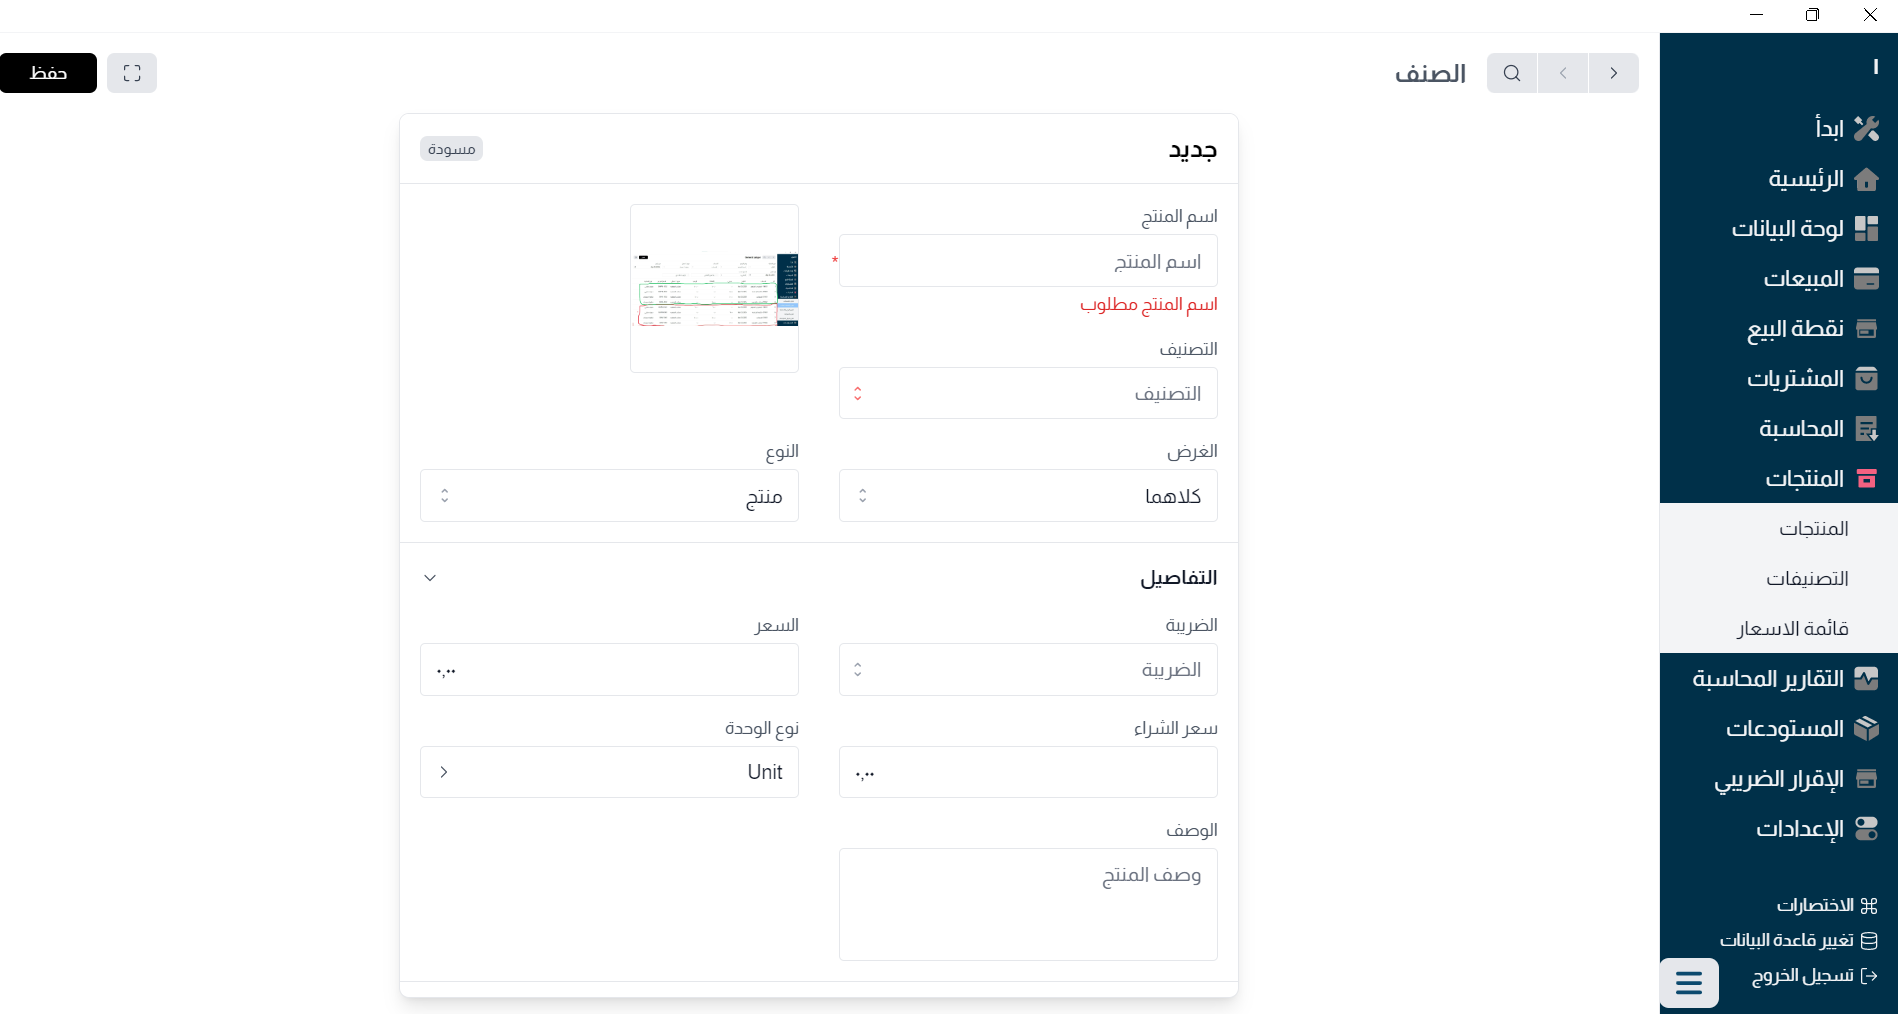 ا
ابدأ
الرئيسية
لوحة البيانات
المبيعات
نقطة البيع
المشتريات
المحاسبة
المنتجات
المنتجات
التصنيفات
قائمة الاسعار
التقارير المحاسبة
المستودعات
الإقرار الضريبي
الإعدادات
الاختصارات
تغيير قاعدة البيانات
تسجيل الخروج
الصنف
حفظ
جديد
مسودة
اسم المنتج
اسم المنتج *
اسم المنتج مطلوب
التصنيف
التصنيف
الغرض
كلاهما
النوع
منتج
التفاصيل
الضريبة
الضريبة
السعر
٠,٠٠
سعر الشراء
٠,٠٠
نوع الوحدة
Unit
الوصف
وصف المنتج